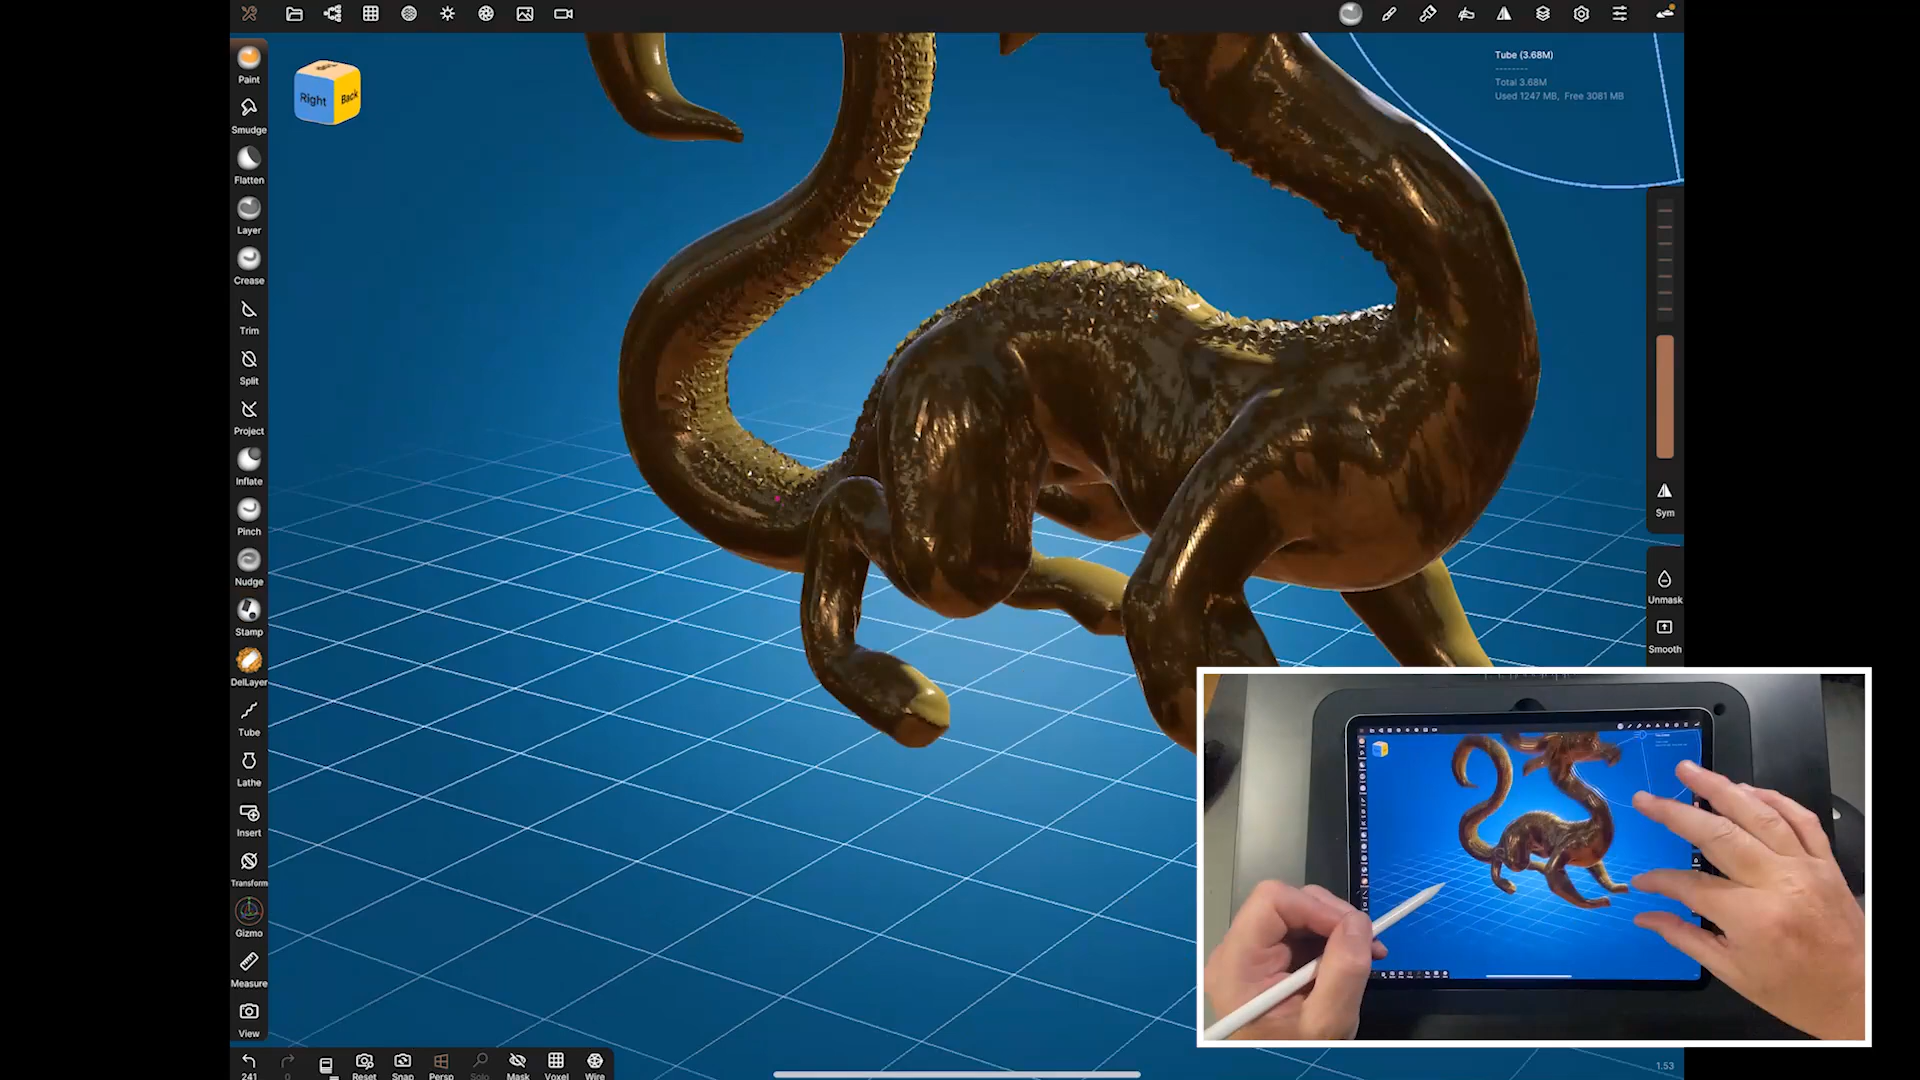 Paint
Smudge
Flatten
Layer
Crease
Trim
Split
Project
Inflate
Pinch
Nudge
Stamp
DelLayer
Tube
Lathe
Insert
Transform
Gizmo
Measure
View
Right
Back
Tube (3.68M)
--------
Total 3.68M
Used 1247 MB, Free 3081 MB
Sym
Unmask
Smooth
241
0
Reset
Snap
Persp
Solo
Mask
Voxel
Wire
1.53